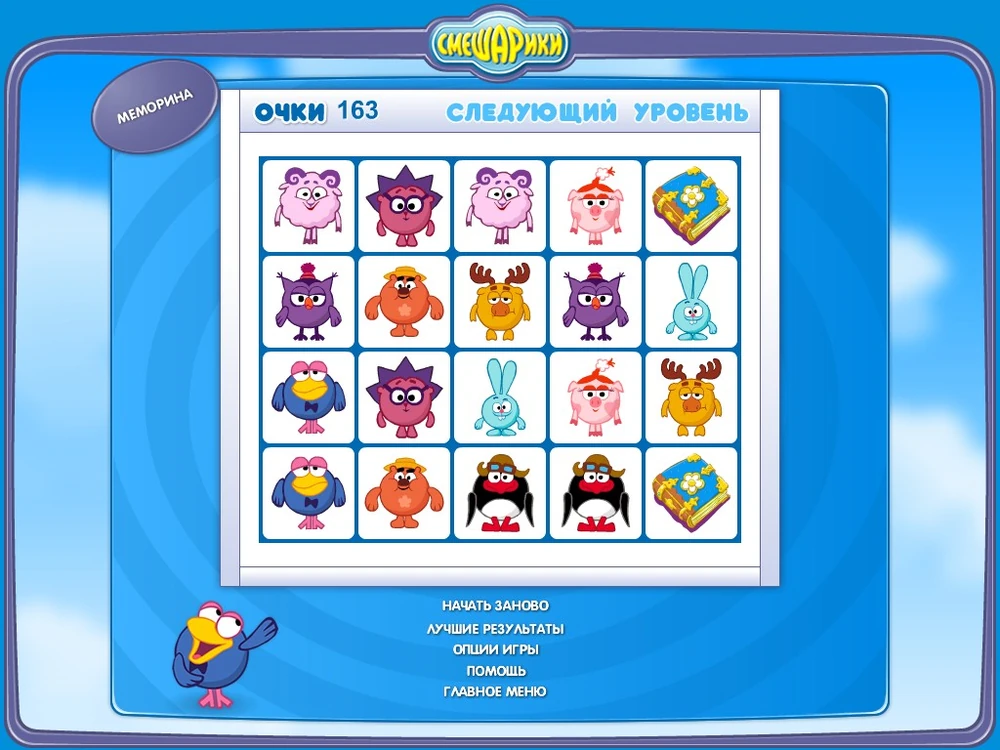 СМЕШАРИКИ
МЕМОРИНА
ОЧКИ 163 СЛЕДУЮЩИЙ УРОВЕНЬ
НАЧАТЬ ЗАНОВО
ЛУЧШИЕ РЕЗУЛЬТАТЫ
ОПЦИИ ИГРЫ
ПОМОЩЬ
ГЛАВНОЕ МЕНЮ